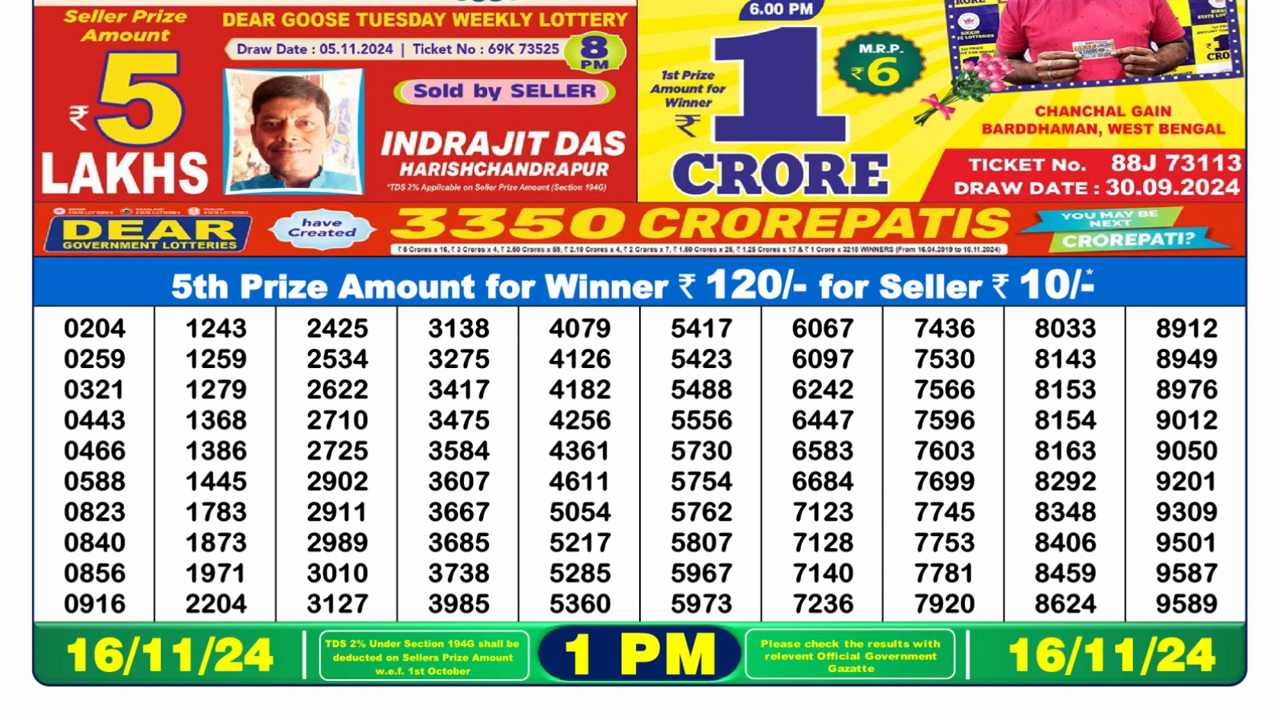 Seller Prize
Amount
₹ 5
LAKHS
DEAR GOOSE TUESDAY WEEKLY LOTTERY
Draw Date : 05.11.2024 | Ticket No : 69K 73525
8
PM
Sold by SELLER
INDRAJIT DAS
HARISHCHANDRAPUR
*TDS 2% Applicable on Seller Prize Amount (Section 194G)
6.00 PM
M.R.P.
₹6
1st Prize
Amount for
Winner
₹ 1
CRORE
CHANCHAL GAIN
BARDDHAMAN, WEST BENGAL
TICKET No. 88J 73113
DRAW DATE : 30.09.2024
DEAR
GOVERNMENT LOTTERIES
have
Created
3350 CROREPATIS
YOU MAY BE
NEXT
CROREPATI?
5th Prize Amount for Winner ₹ 120/- for Seller ₹ 10/-*
0204 1243 2425 3138 4079 5417 6067 7436 8033 8912
0259 1259 2534 3275 4126 5423 6097 7530 8143 8949
0321 1279 2622 3417 4182 5488 6242 7566 8153 8976
0443 1368 2710 3475 4256 5556 6447 7596 8154 9012
0466 1386 2725 3584 4361 5730 6583 7603 8163 9050
0588 1445 2902 3607 4611 5754 6684 7699 8292 9201
0823 1783 2911 3667 5054 5762 7123 7745 8348 9309
0840 1873 2989 3685 5217 5807 7128 7753 8406 9501
0856 1971 3010 3738 5285 5967 7140 7781 8459 9587
0916 2204 3127 3985 5360 5973 7236 7920 8624 9589
16/11/24
TDS 2% Under Section 194G shall be
deducted on Sellers Prize Amount
w.e.f. 1st October
1 PM
Please check the results with
relevent Official Government
Gazatte
16/11/24